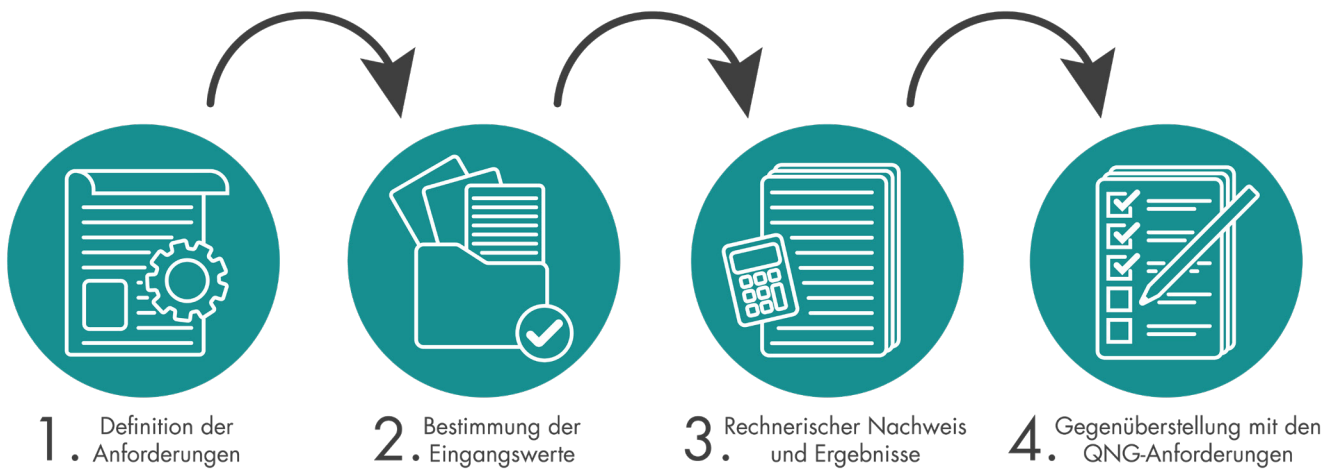 1. Definition der
Anforderungen
2. Bestimmung der
Eingangswerte
3. Rechnerischer Nachweis
und Ergebnisse
4. Gegenüberstellung mit den
QNG-Anforderungen